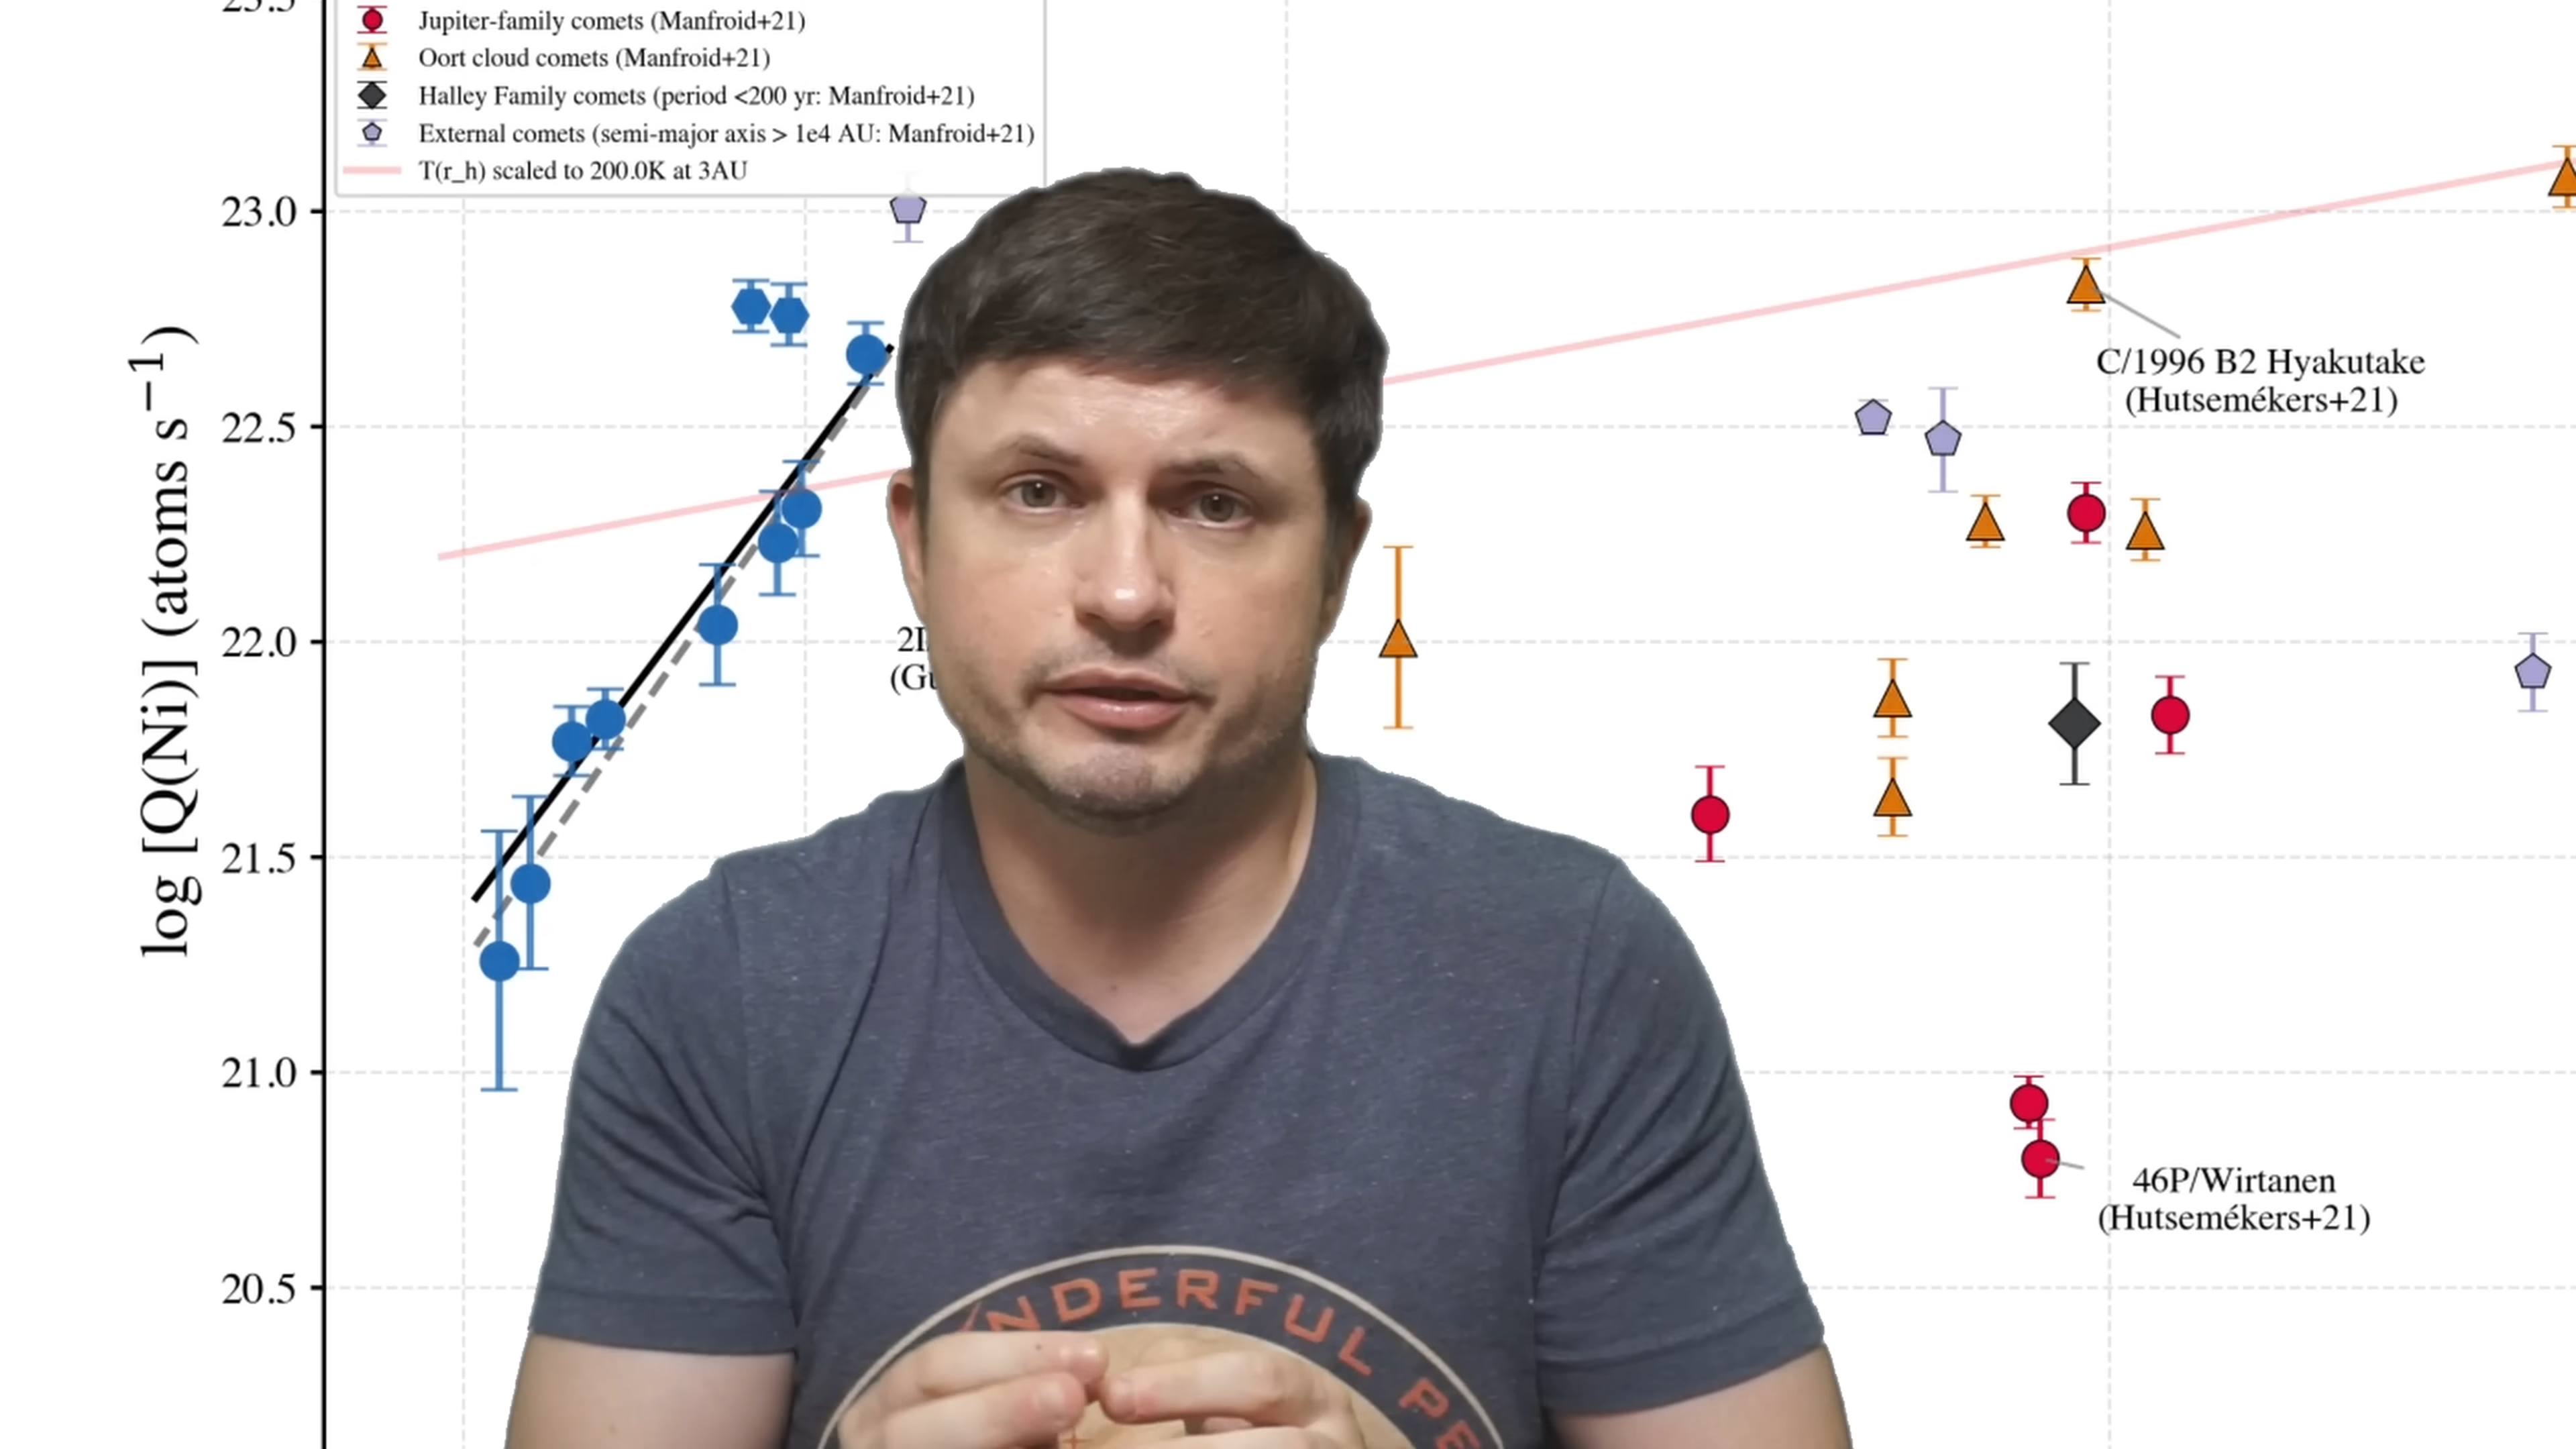 Jupiter-family comets (Manfroid+21)
Oort cloud comets (Manfroid+21)
Halley Family comets (period <200 yr: Manfroid+21)
External comets (semi-major axis > 1e4 AU: Manfroid+21)
T(r_h) scaled to 200.0K at 3AU
23.0
22.5
22.0
21.5
21.0
20.5
log [Q(Ni)] (atoms s⁻¹)
C/1996 B2 Hyakutake
(Hutsemékers+21)
46P/Wirtanen
(Hutsemékers+21)
NDERFUL PE